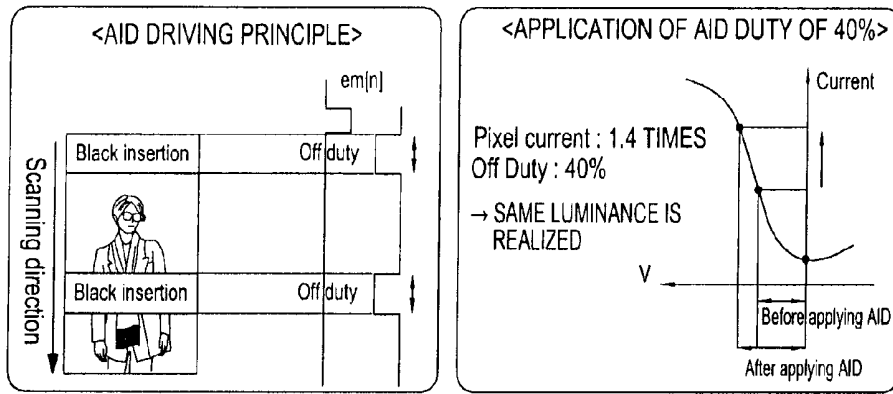 <AID DRIVING PRINCIPLE>
em[n]
Black insertion
Off duty
Scanning direction
Black insertion
Off duty
<APPLICATION OF AID DUTY OF 40%>
Current
Pixel current : 1.4 TIMES
Off Duty : 40%
→ SAME LUMINANCE IS
REALIZED
V
Before applying AID
After applying AID